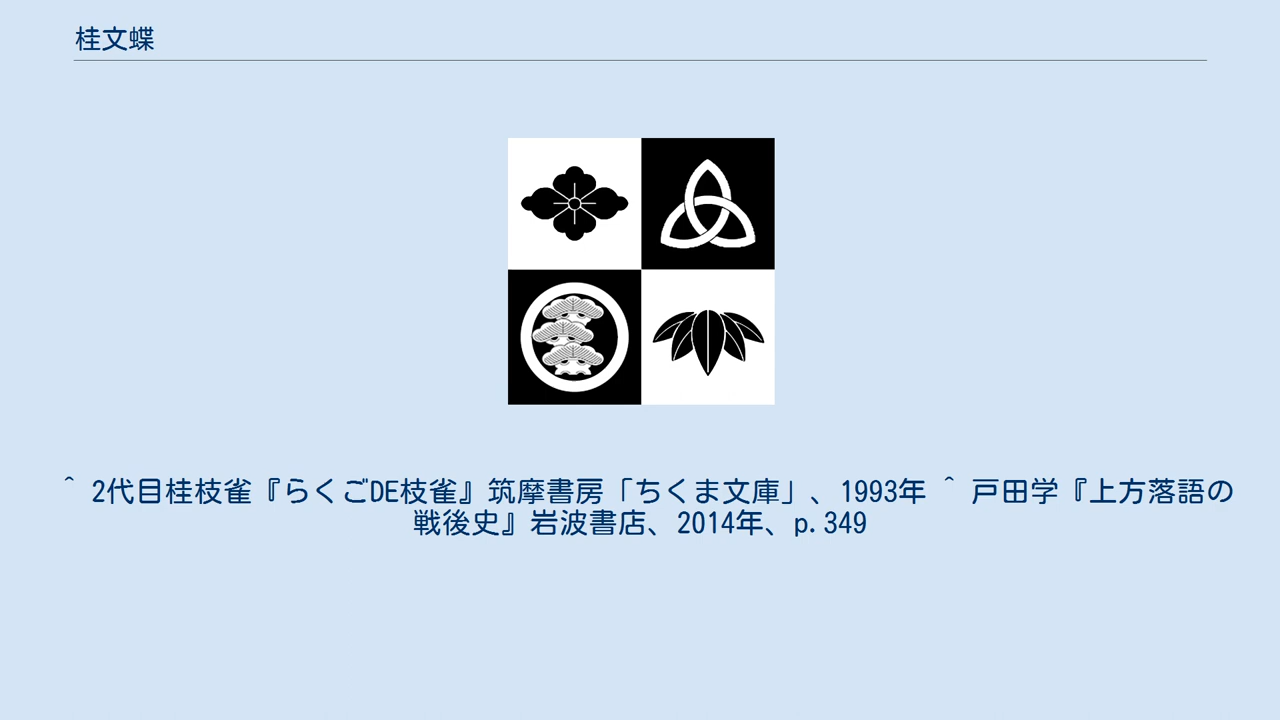 桂文蝶
^ 2代目桂枝雀『らくごDE枝雀』筑摩書房「ちくま文庫」、1993年 ^ 戸田学『上方落語の
戦後史』岩波書店、2014年、p.349